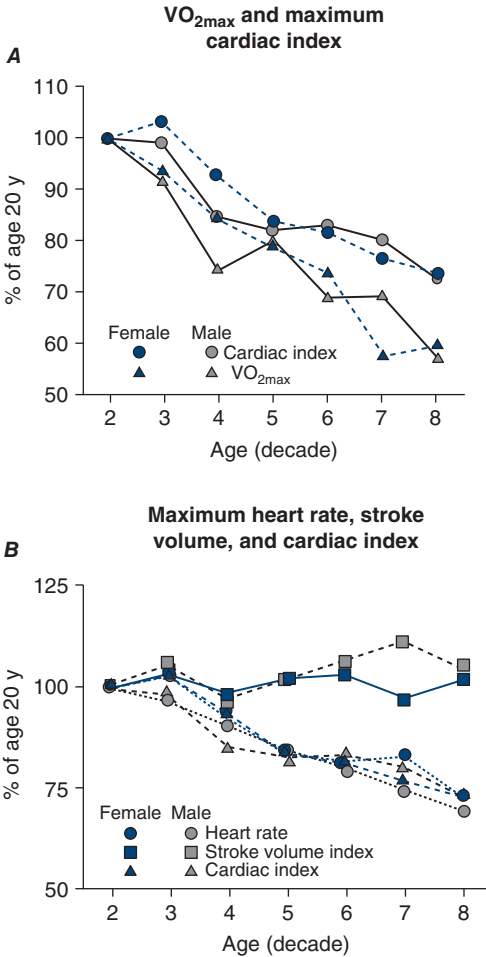 VO2max and maximum
cardiac index
A
110
100
90
80
70
60
50
% of age 20 y
Female Male
Cardiac index
VO2max
2 3 4 5 6 7 8
Age (decade)
Maximum heart rate, stroke
volume, and cardiac index
B
125
100
75
50
% of age 20 y
Female Male
Heart rate
Stroke volume index
Cardiac index
2 3 4 5 6 7 8
Age (decade)